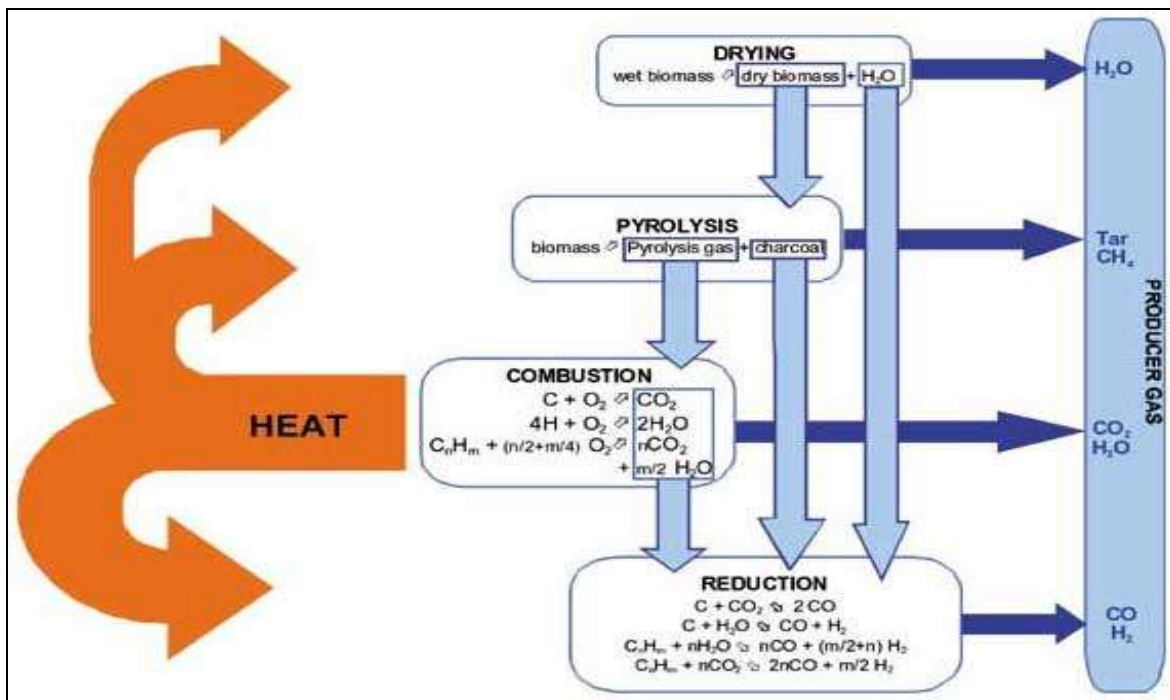 DRYING
wet biomass ⬀ dry biomass + H₂O
H₂O
PYROLYSIS
biomass ⬀ Pyrolysis gas + charcoal
Tar
CH₄
PRODUCER GAS
HEAT
COMBUSTION
C + O₂ ⬀ CO₂
4H + O₂ ⬀ 2H₂O
CₙHₘ + (n/2+m/4) O₂ ⬀ nCO₂
+ m/2 H₂O
CO₂
H₂O
REDUCTION
C + CO₂ ⬂ 2 CO
C + H₂O ⬂ CO + H₂
CₙHₘ + nH₂O ⬂ nCO + (m/2+n) H₂
CₙHₘ + nCO₂ ⬂ 2nCO + m/2 H₂
CO
H₂